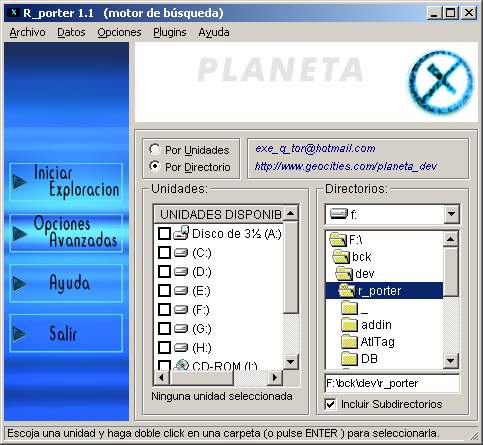 R_porter 1.1 (motor de búsqueda)
Archivo Datos Opciones Plugins Ayuda
PLANETA
Iniciar
Exploracion
Opciones
Avanzadas
Ayuda
Salir
Por Unidades
Por Directorio
exe_q_tor@hotmail.com
http://www.geocities.com/planeta_dev
Unidades:
UNIDADES DISPONIB
Disco de 3½ (A:)
(C:)
(D:)
(E:)
(F:)
(G:)
(H:)
CD-ROM (I:)
Ninguna unidad seleccionada
Directorios:
f:
F:\
bck
dev
r_porter
_
addin
AtlTag
DB
F:\bck\dev\r_porter
Incluir Subdirectorios
Escoja una unidad y haga doble click en una carpeta (o pulse ENTER ) para seleccionarla.